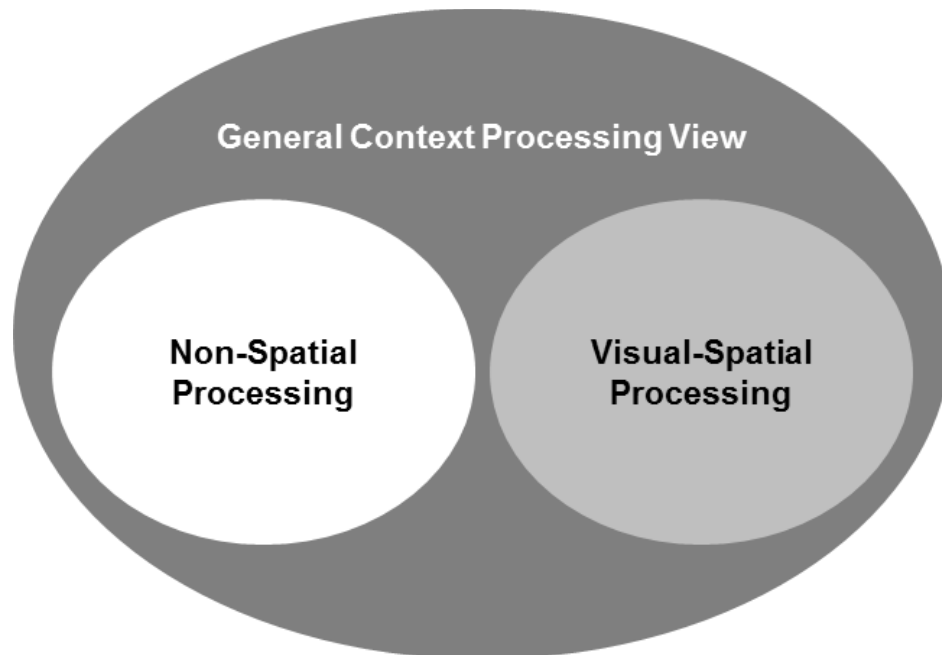 General Context Processing View
Non-Spatial
Processing
Visual-Spatial
Processing